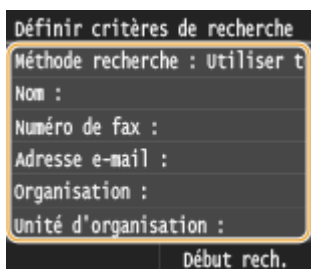 Définir critères de recherche
Méthode recherche : Utiliser t
Nom :
Numéro de fax :
Adresse e-mail :
Organisation :
Unité d'organisation :
Début rech.